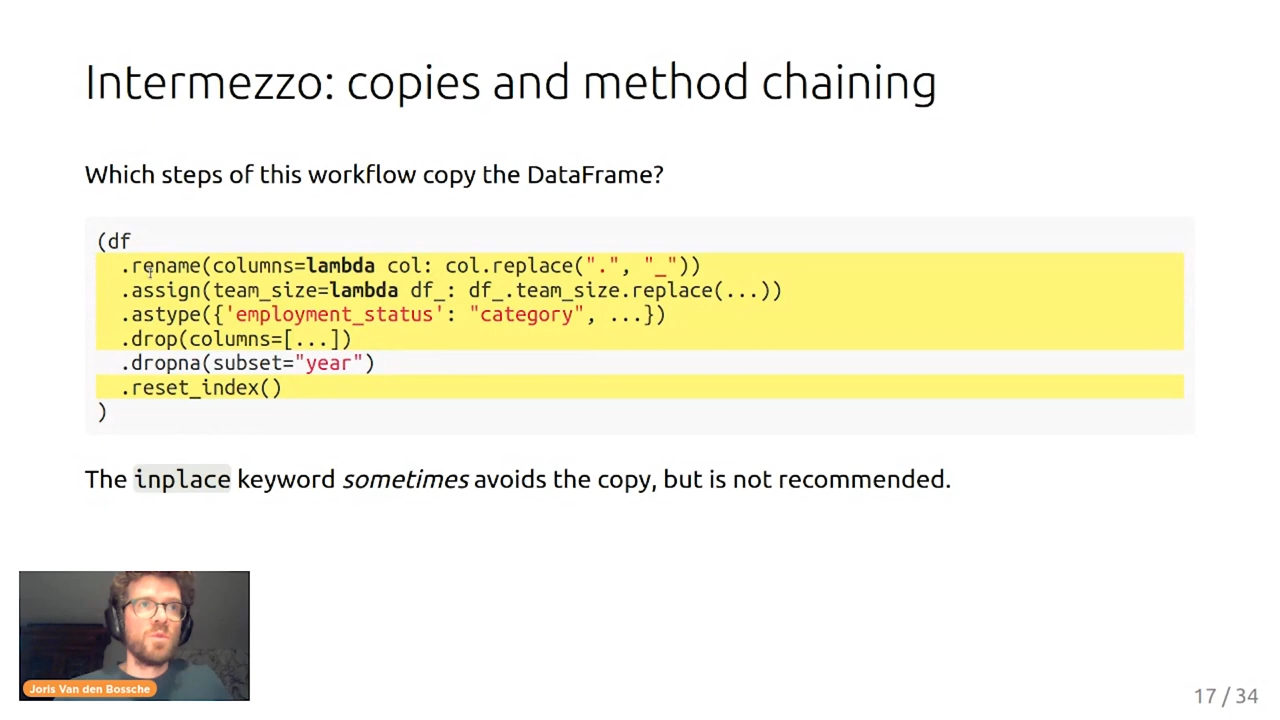 Intermezzo: copies and method chaining
Which steps of this workflow copy the DataFrame?
(df
.rename(columns=lambda col: col.replace(".", "_"))
.assign(team_size=lambda df_: df_.team_size.replace(...))
.astype({'employment_status': "category", ...})
.drop(columns=[...])
.dropna(subset="year")
.reset_index()
)
The inplace keyword sometimes avoids the copy, but is not recommended.
Joris Van den Bossche
17 / 34